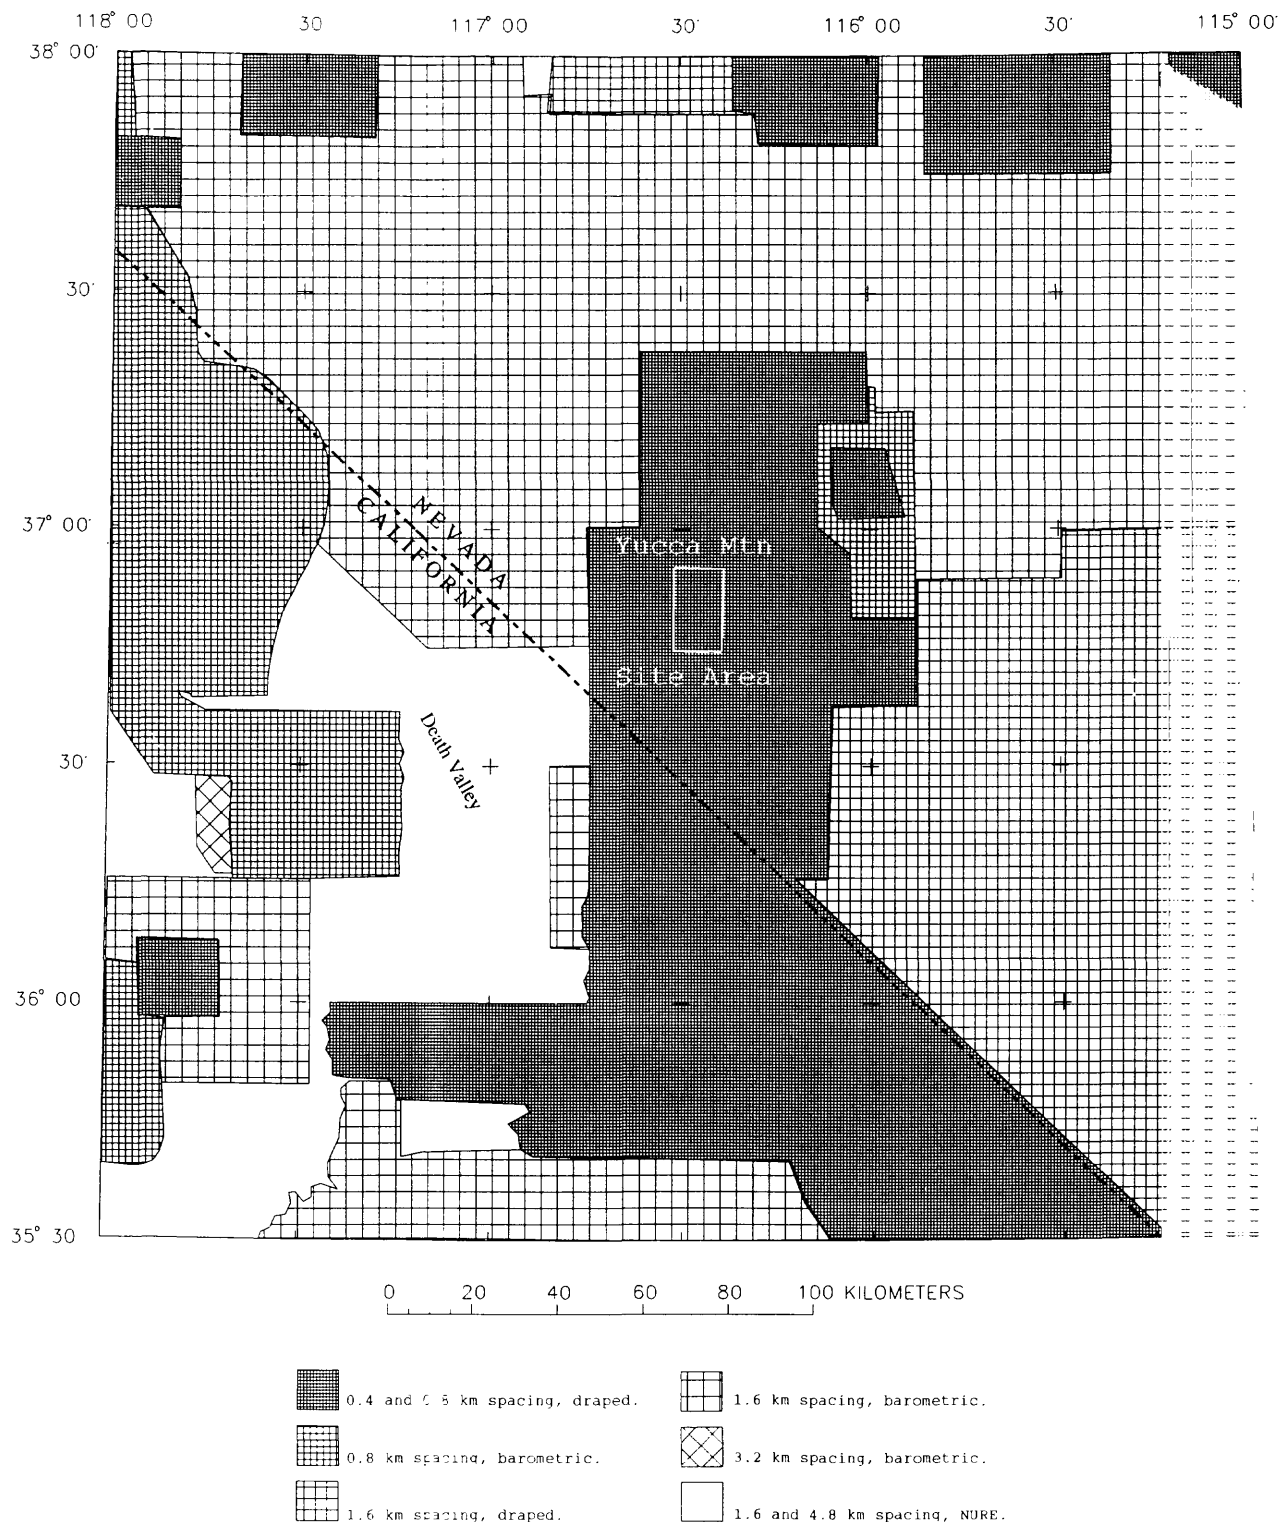 118° 00' 30 117° 00' 30' 116° 00' 30' 115° 00'
38° 00'
30'
NEVADA
CALIFORNIA
37° 00'
Yucca Mtn
Site Area
Death Valley
30'
36° 00'
35° 30
0 20 40 60 80 100 KILOMETERS
0.4 and 0.8 km spacing, draped.
0.8 km spacing, barometric.
1.6 km spacing, draped.
1.6 km spacing, barometric.
3.2 km spacing, barometric.
1.6 and 4.8 km spacing, NURE.